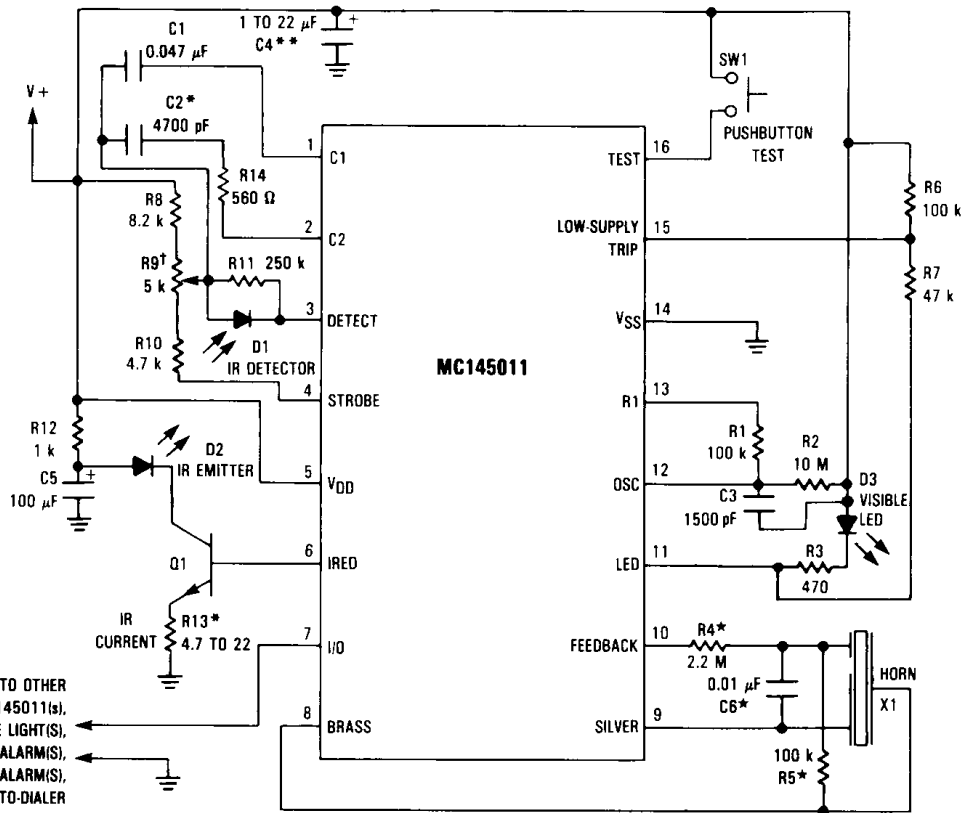 1 TO 22 µF
+
C4**
C1
0.047 µF
SW1
V+
C2*
4700 pF
PUSHBUTTON
TEST
1
C1
16
TEST
R14
560 Ω
R8
8.2 k
R6
100 k
2
C2
LOW-SUPPLY
TRIP
15
R9†
5 k
R11 250 k
R7
47 k
3
DETECT
VSS
14
D1
IR DETECTOR
R10
4.7 k
MC145011
4
STROBE
R1
13
R12
1 k
D2
IR EMITTER
R1
100 k
R2
10 M
C5
+
100 µF
5
VDD
OSC
12
C3
1500 pF
D3
VISIBLE
LED
Q1
6
IRED
LED
11
R3
470
IR
CURRENT
R13*
4.7 TO 22
7
I/O
FEEDBACK
10
R4*
2.2 M
0.01 µF
C6*
HORN
X1
TO OTHER
145011(s),
E LIGHT(S),
ALARM(S),
ALARM(S),
TO-DIALER
8
BRASS
SILVER
9
100 k
R5*